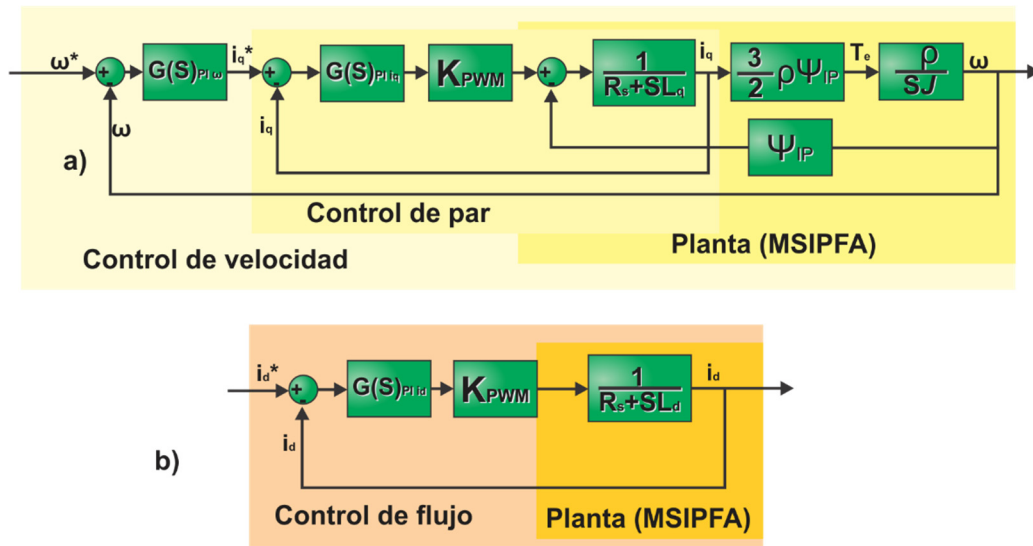 ω*
+
-
G(S)PI ω
iq*
+
-
G(S)PI iq
KPWM
+
-
1
Rs+SLq
iq
3
2
ρΨIP
Te
ρ
SJ
ω
ω
iq
ΨIP
a)
Control de par
Planta (MSIPFA)
Control de velocidad
id*
+
-
G(S)PI id
KPWM
1
Rs+SLd
id
id
b)
Control de flujo
Planta (MSIPFA)